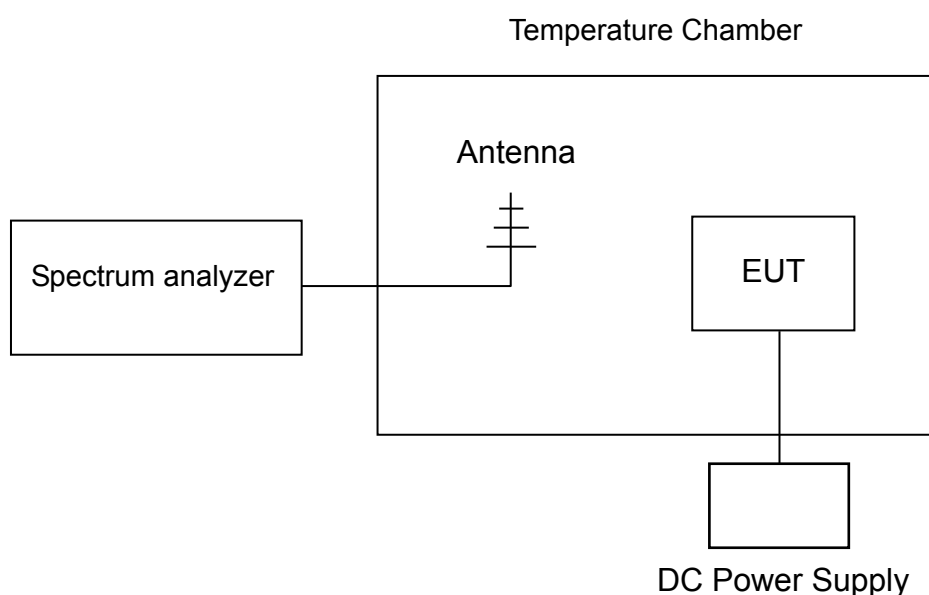 Temperature Chamber
Antenna
Spectrum analyzer
EUT
DC Power Supply